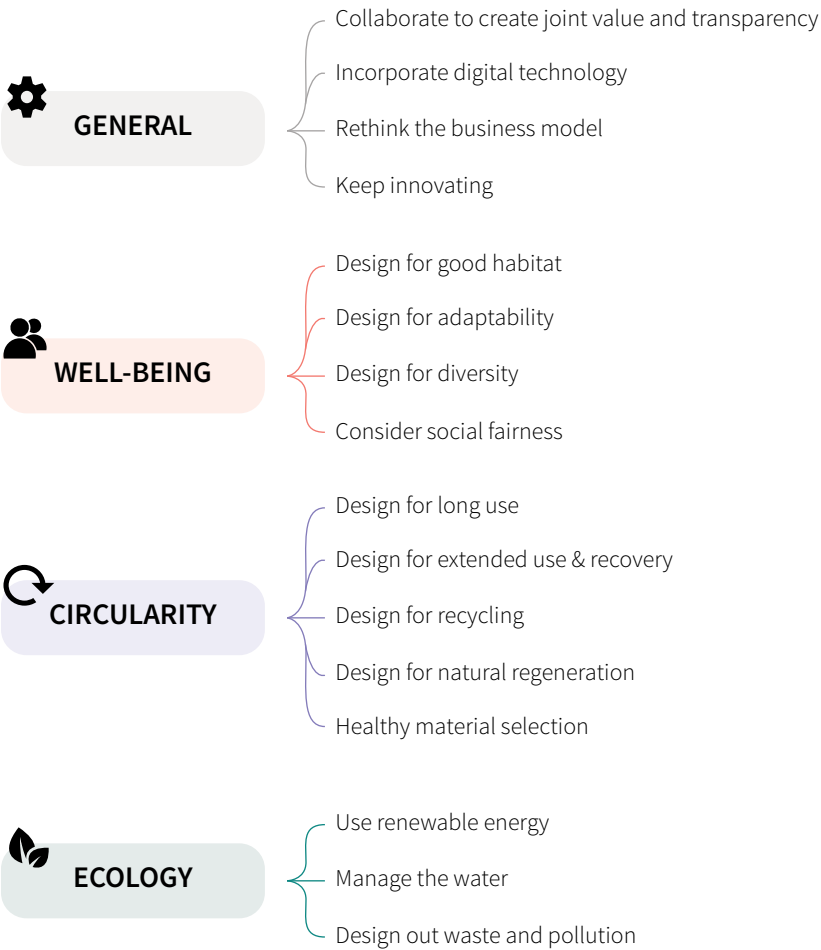 GENERAL
Collaborate to create joint value and transparency
Incorporate digital technology
Rethink the business model
Keep innovating
WELL-BEING
Design for good habitat
Design for adaptability
Design for diversity
Consider social fairness
CIRCULARITY
Design for long use
Design for extended use & recovery
Design for recycling
Design for natural regeneration
Healthy material selection
ECOLOGY
Use renewable energy
Manage the water
Design out waste and pollution